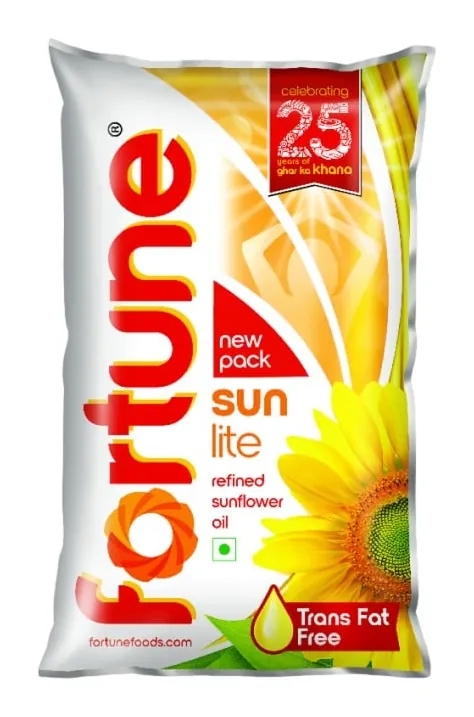 celebrating
25
years of
ghar ka khana
fortune®
new
pack
sun
lite
refined
sunflower
oil
Trans Fat
Free
fortunefoods.com